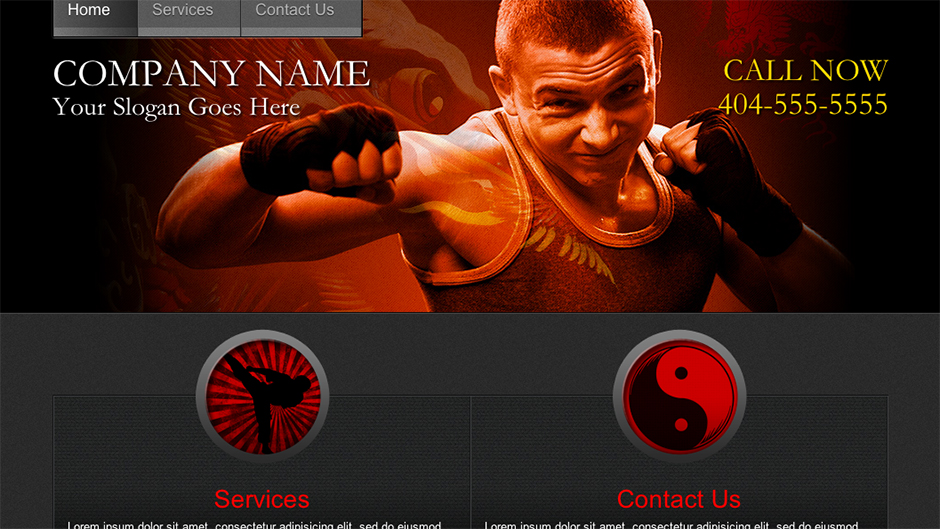 Home Services Contact Us
COMPANY NAME
Your Slogan Goes Here
CALL NOW
404-555-5555
Services
Contact Us
Lorem ipsum dolor sit amet, consectetur adipisicing elit, sed do eiusmod
Lorem ipsum dolor sit amet, consectetur adipisicing elit, sed do eiusmod